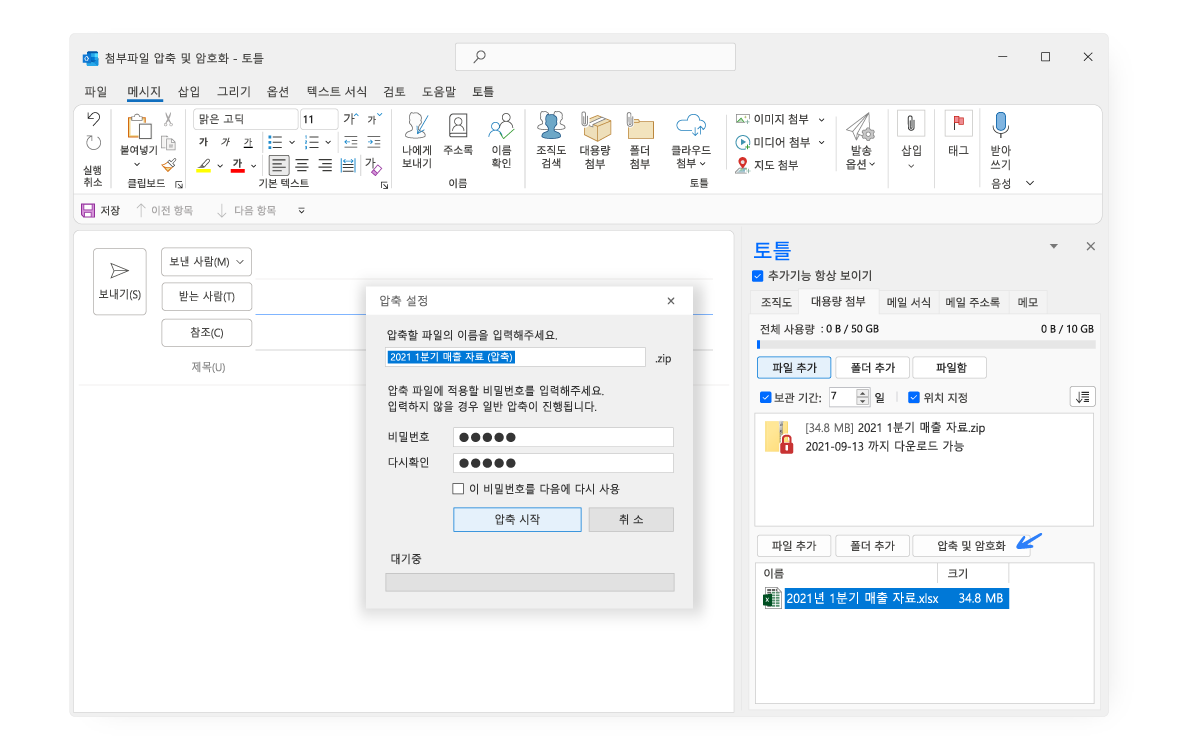 첨부파일 압축 및 암호화 - 토틀
파일 메시지 삽입 그리기 옵션 텍스트 서식 검토 도움말 토틀
실행
취소
붙여넣기
클립보드
맑은 고딕 11 가 가
가 가 간 가 가
기본 텍스트
나에게
보내기
주소록
이름
확인
이름
조직도
검색
대용량
첨부
폴더
첨부
클라우드
첨부
이미지 첨부
미디어 첨부
지도 첨부
토틀
발송
옵션
삽입
태그
받아
쓰기
음성
저장 이전 항목 다음 항목
보내기(S)
보낸 사람(M)
받는 사람(T)
참조(C)
제목(U)
압축 설정
압축할 파일의 이름을 입력해주세요.
2021 1분기 매출 자료 (압축) .zip
압축 파일에 적용할 비밀번호를 입력해주세요.
입력하지 않을 경우 일반 압축이 진행됩니다.
비밀번호 ●●●●●
다시확인 ●●●●●
이 비밀번호를 다음에 다시 사용
압축 시작 취 소
대기중
토틀
추가기능 항상 보이기
조직도 대용량 첨부 메일 서식 메일 주소록 메모
전체 사용량 : 0 B / 50 GB 0 B / 10 GB
파일 추가 폴더 추가 파일함
보관 기간: 7 일 위치 지정
[34.8 MB] 2021 1분기 매출 자료.zip
2021-09-13 까지 다운로드 가능
파일 추가 폴더 추가 압축 및 암호화
이름 크기
2021년 1분기 매출 자료.xlsx 34.8 MB